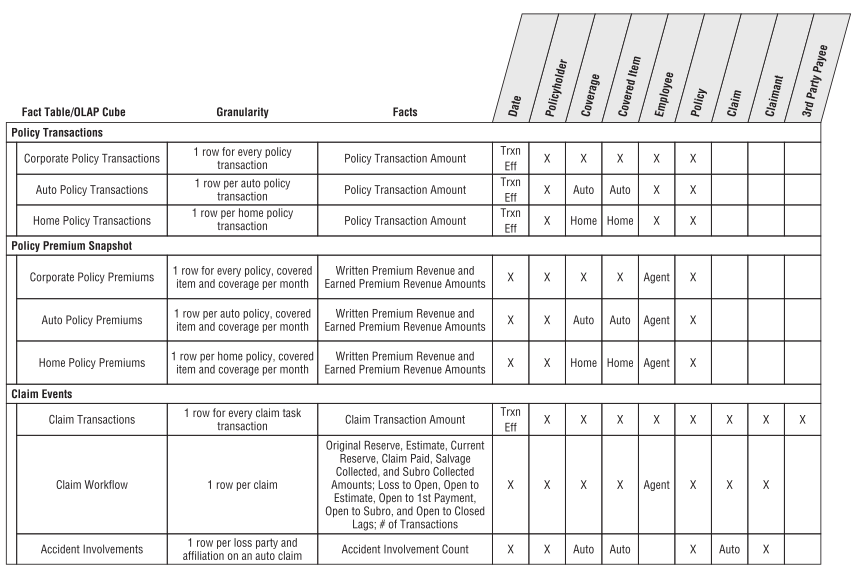 Fact Table/OLAP Cube Granularity Facts Date Policyholder Coverage Covered Item Employee Policy Claim Claimant 3rd Party Payee
Policy Transactions
Corporate Policy Transactions 1 row for every policy transaction Policy Transaction Amount Trxn Eff X X X X X
Auto Policy Transactions 1 row per auto policy transaction Policy Transaction Amount Trxn Eff X Auto Auto X X
Home Policy Transactions 1 row per home policy transaction Policy Transaction Amount Trxn Eff X Home Home X X
Policy Premium Snapshot
Corporate Policy Premiums 1 row for every policy, covered item and coverage per month Written Premium Revenue and Earned Premium Revenue Amounts X X X X Agent X
Auto Policy Premiums 1 row per auto policy, covered item and coverage per month Written Premium Revenue and Earned Premium Revenue Amounts X X Auto Auto Agent X
Home Policy Premiums 1 row per home policy, covered item and coverage per month Written Premium Revenue and Earned Premium Revenue Amounts X X Home Home Agent X
Claim Events
Claim Transactions 1 row for every claim task transaction Claim Transaction Amount Trxn Eff X X X X X X X X
Claim Workflow 1 row per claim Original Reserve, Estimate, Current Reserve, Claim Paid, Salvage Collected, and Subro Collected Amounts; Loss to Open, Open to Estimate, Open to 1st Payment, Open to Subro, and Open to Closed Lags; # of Transactions X X X X Agent X X X
Accident Involvements 1 row per loss party and affiliation on an auto claim Accident Involvement Count X X Auto Auto X Auto X